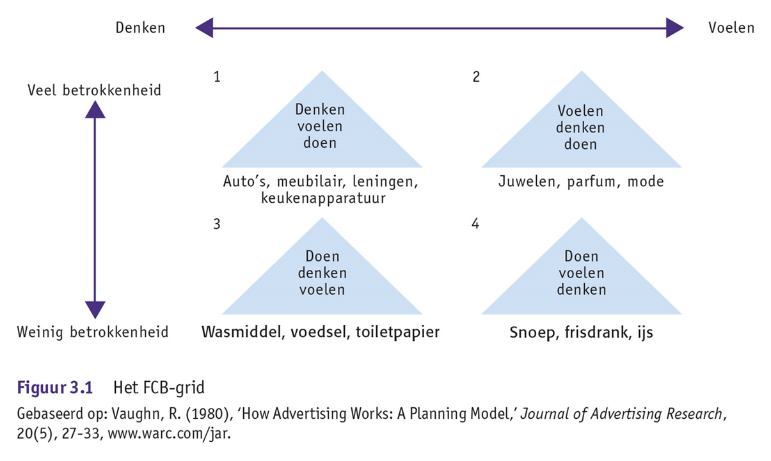 Denken
Voelen
Veel betrokkenheid
Weinig betrokkenheid
1
Denken
voelen
doen
Auto's, meubilair, leningen,
keukenapparatuur
2
Voelen
denken
doen
Juwelen, parfum, mode
3
Doen
denken
voelen
Wasmiddel, voedsel, toiletpapier
4
Doen
voelen
denken
Snoep, frisdrank, ijs
Figuur 3.1 Het FCB-grid
Gebaseerd op: Vaughn, R. (1980), 'How Advertising Works: A Planning Model,' Journal of Advertising Research,
20(5), 27-33, www.warc.com/jar.